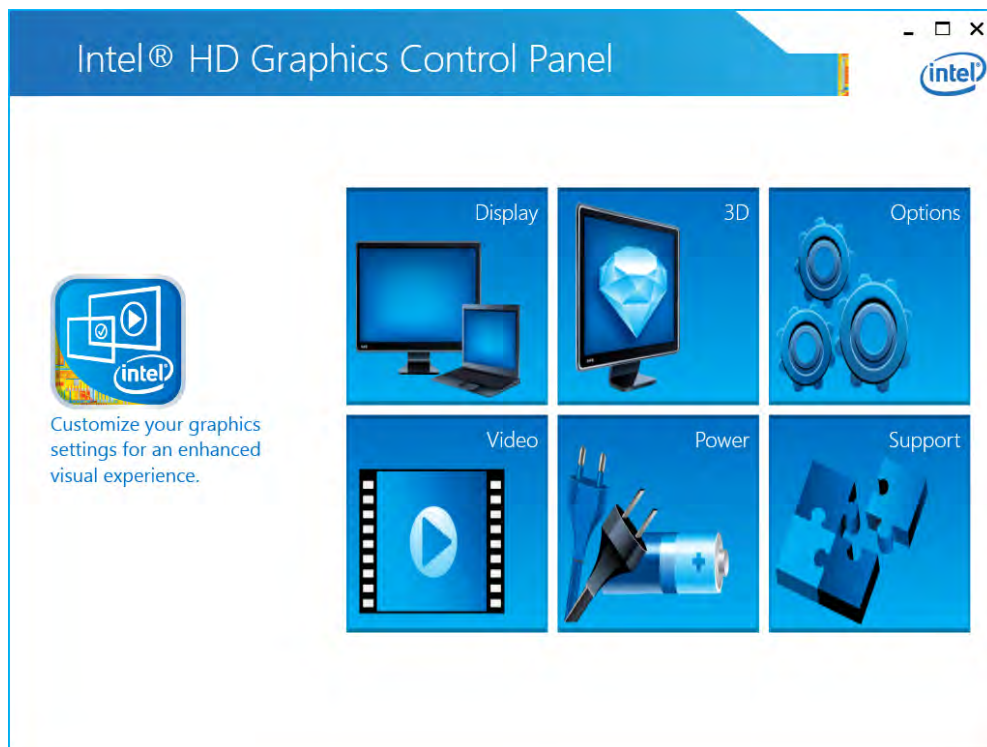 Intel® HD Graphics Control Panel
intel
Display
3D
Options
intel
Customize your graphics
settings for an enhanced
visual experience.
Video
Power
Support